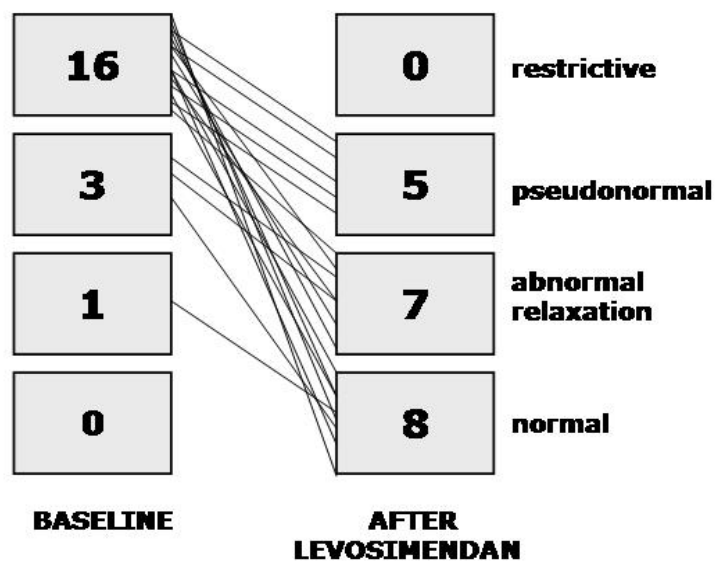 16 0 restrictive
3 5 pseudonormal
1 7 abnormal
relaxation
0 8 normal
BASELINE AFTER
LEVOSIMENDAN